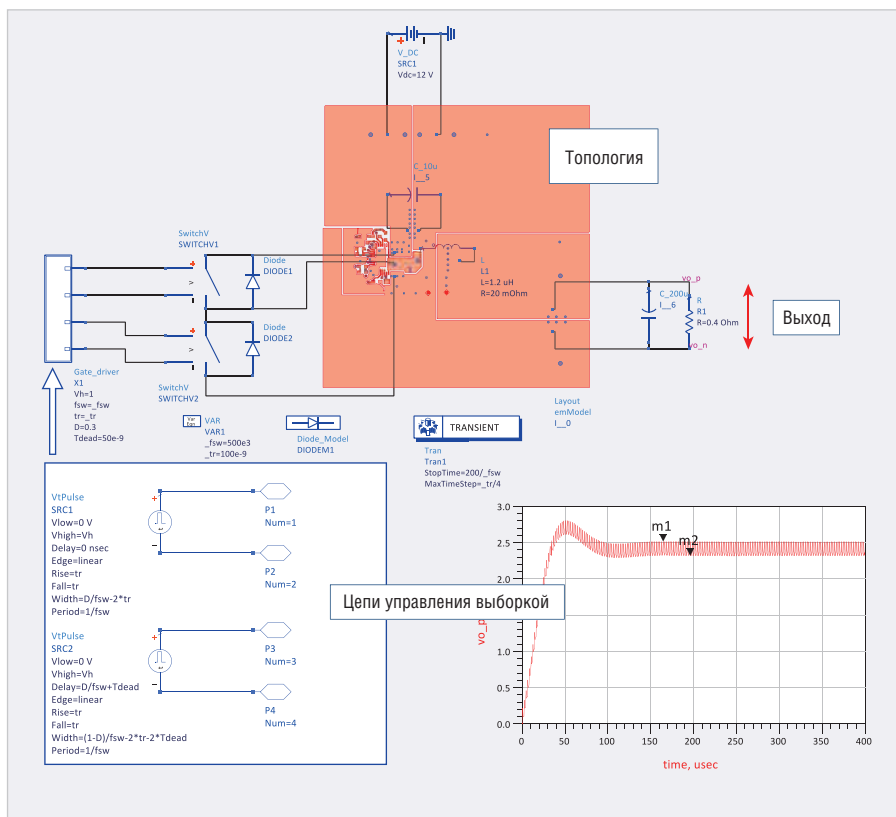 V_DC
SRC1
Vdc=12 V
Топология
C_10u
I__5
SwitchV
SWITCHV1
Diode
DIODE1
L
L1
L=1.2 uH
R=20 mOhm
vo_p
C_200u
I__6
R
R1
R=0.4 Ohm
vo_n
Выход
Diode
DIODE2
SwitchV
SWITCHV2
Gate_driver
X1
Vh=1
fsw=_fsw
tr=_tr
D=0.3
Tdead=50e-9
Var
Eqn
VAR
VAR1
_fsw=500e3
_tr=100e-9
Diode_Model
DIODEM1
TRANSIENT
Tran
Tran1
StopTime=200/_fsw
MaxTimeStep=_tr/4
Layout
emModel
I__0
VtPulse
SRC1
Vlow=0 V
Vhigh=Vh
Delay=0 nsec
Edge=linear
Rise=tr
Fall=tr
Width=D/fsw-2*tr
Period=1/fsw
P1
Num=1
P2
Num=2
VtPulse
SRC2
Vlow=0 V
Vhigh=Vh
Delay=D/fsw+Tdead
Edge=linear
Rise=tr
Fall=tr
Width=(1-D)/fsw-2*tr-2*Tdead
Period=1/fsw
P3
Num=3
P4
Num=4
Цепи управления выборкой
3.0
2.5
2.0
0.5
0.0
m1
m2
0 50 100 150 200 250 300 350 400
time, usec